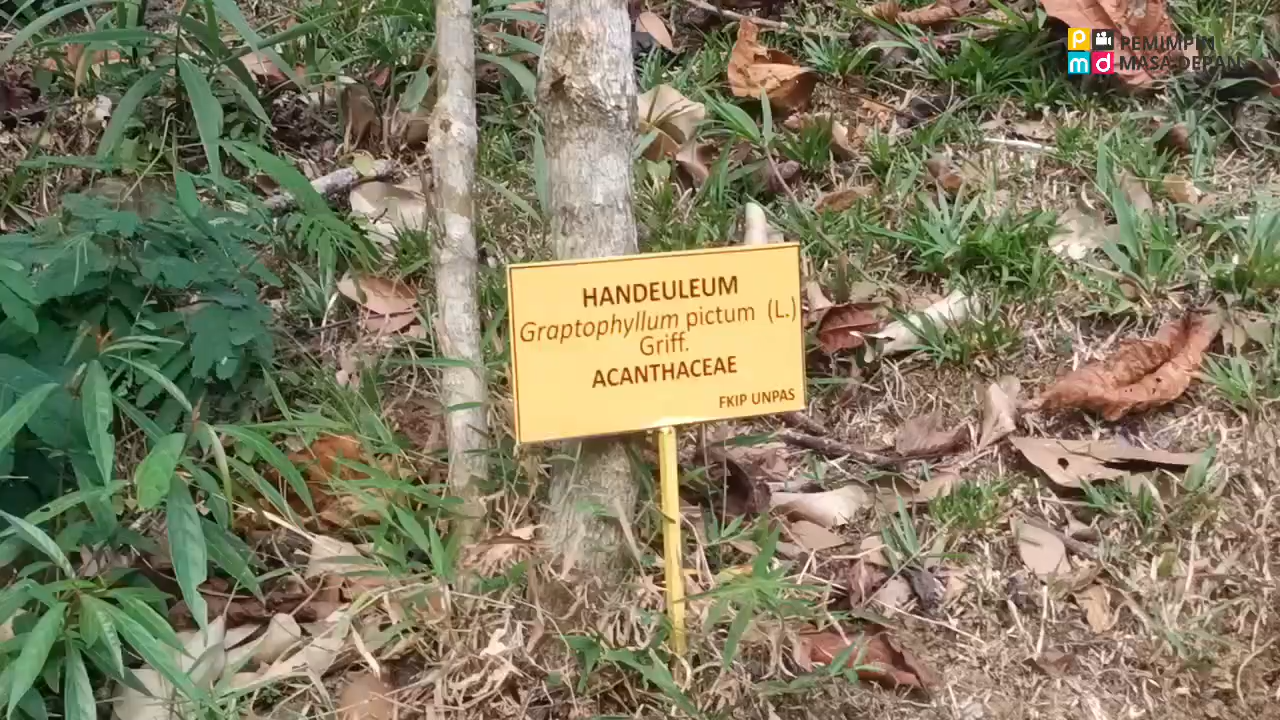 PEMIMPIN
MASA DEPAN
p
m d
HANDEULEUM
Graptophyllum pictum (L.)
Griff.
ACANTHACEAE
FKIP UNPAS